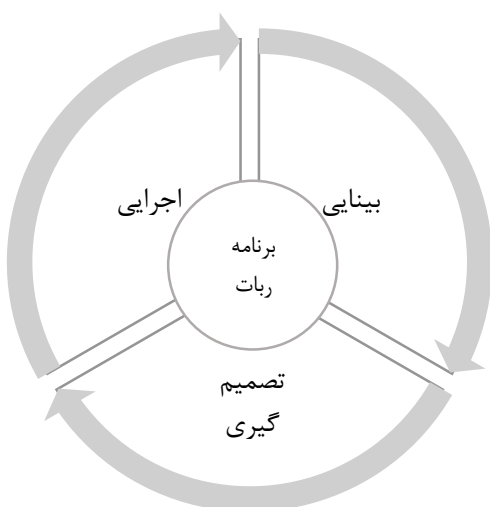 بینایی
اجرایی
برنامه
ربات
تصمیم
گیری